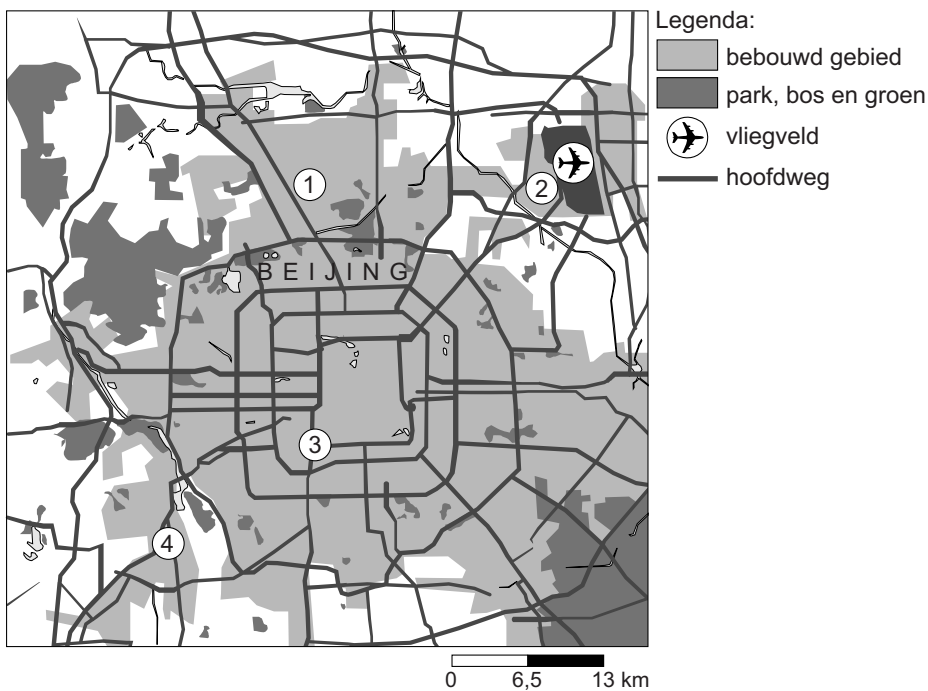 Legenda:
bebouwd gebied
park, bos en groen
vliegveld
hoofdweg
1
2
BEIJING
3
4
0 6,5 13 km